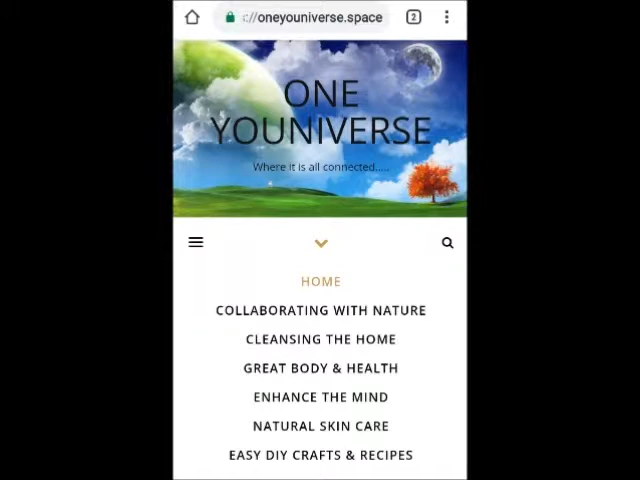 ://oneyouniverse.space
2
ONE
YOUNIVERSE
Where it is all connected.....
HOME
COLLABORATING WITH NATURE
CLEANSING THE HOME
GREAT BODY & HEALTH
ENHANCE THE MIND
NATURAL SKIN CARE
EASY DIY CRAFTS & RECIPES